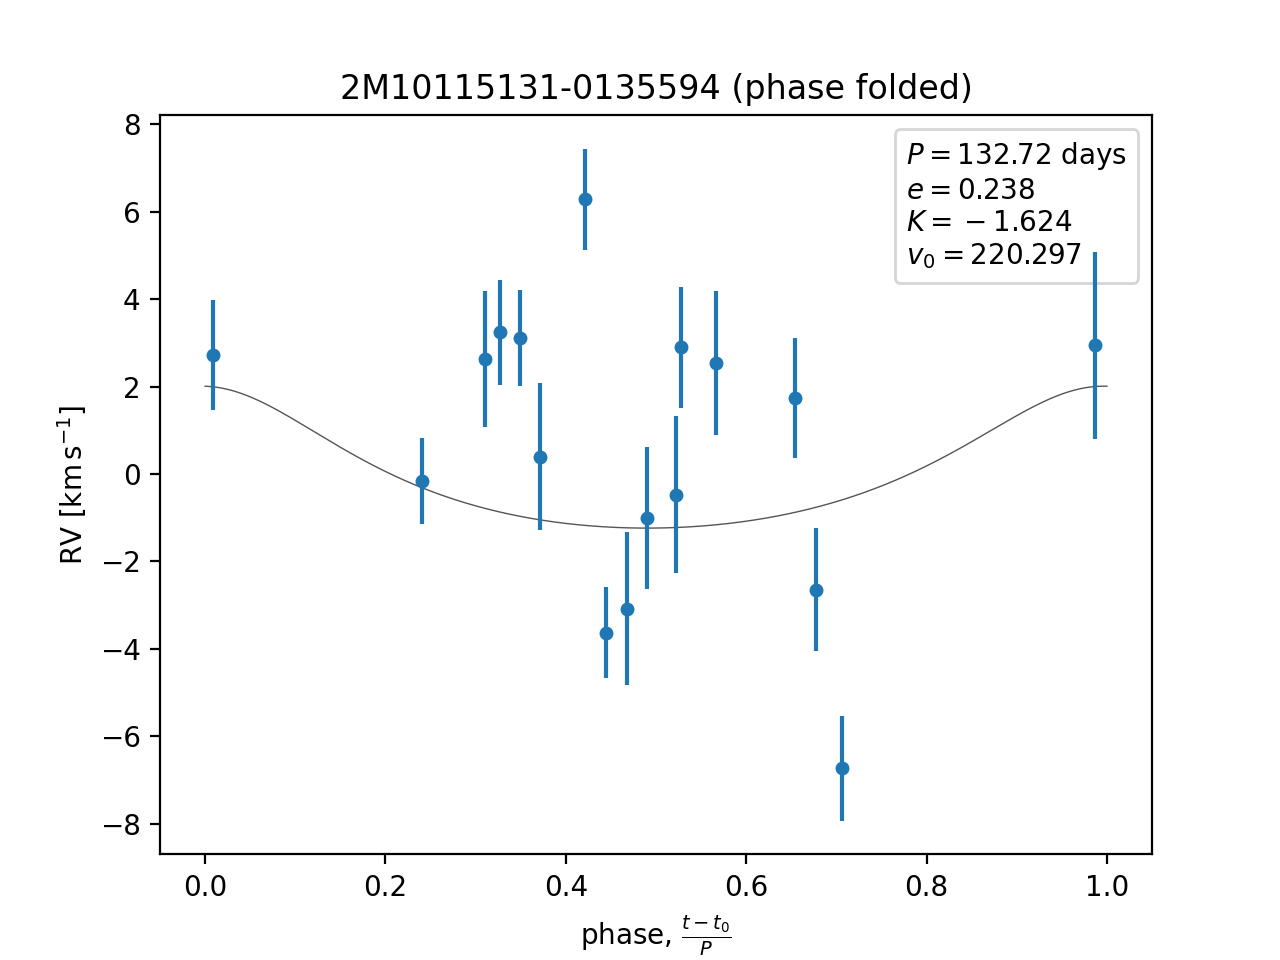 2M10115131-0135594 (phase folded)
P = 132.72 days
e = 0.238
K = −1.624
v₀ = 220.297
8
6
4
2
0
−2
−4
−6
−8
RV [km s⁻¹]
0.0 0.2 0.4 0.6 0.8 1.0
phase, (t − t₀)/P